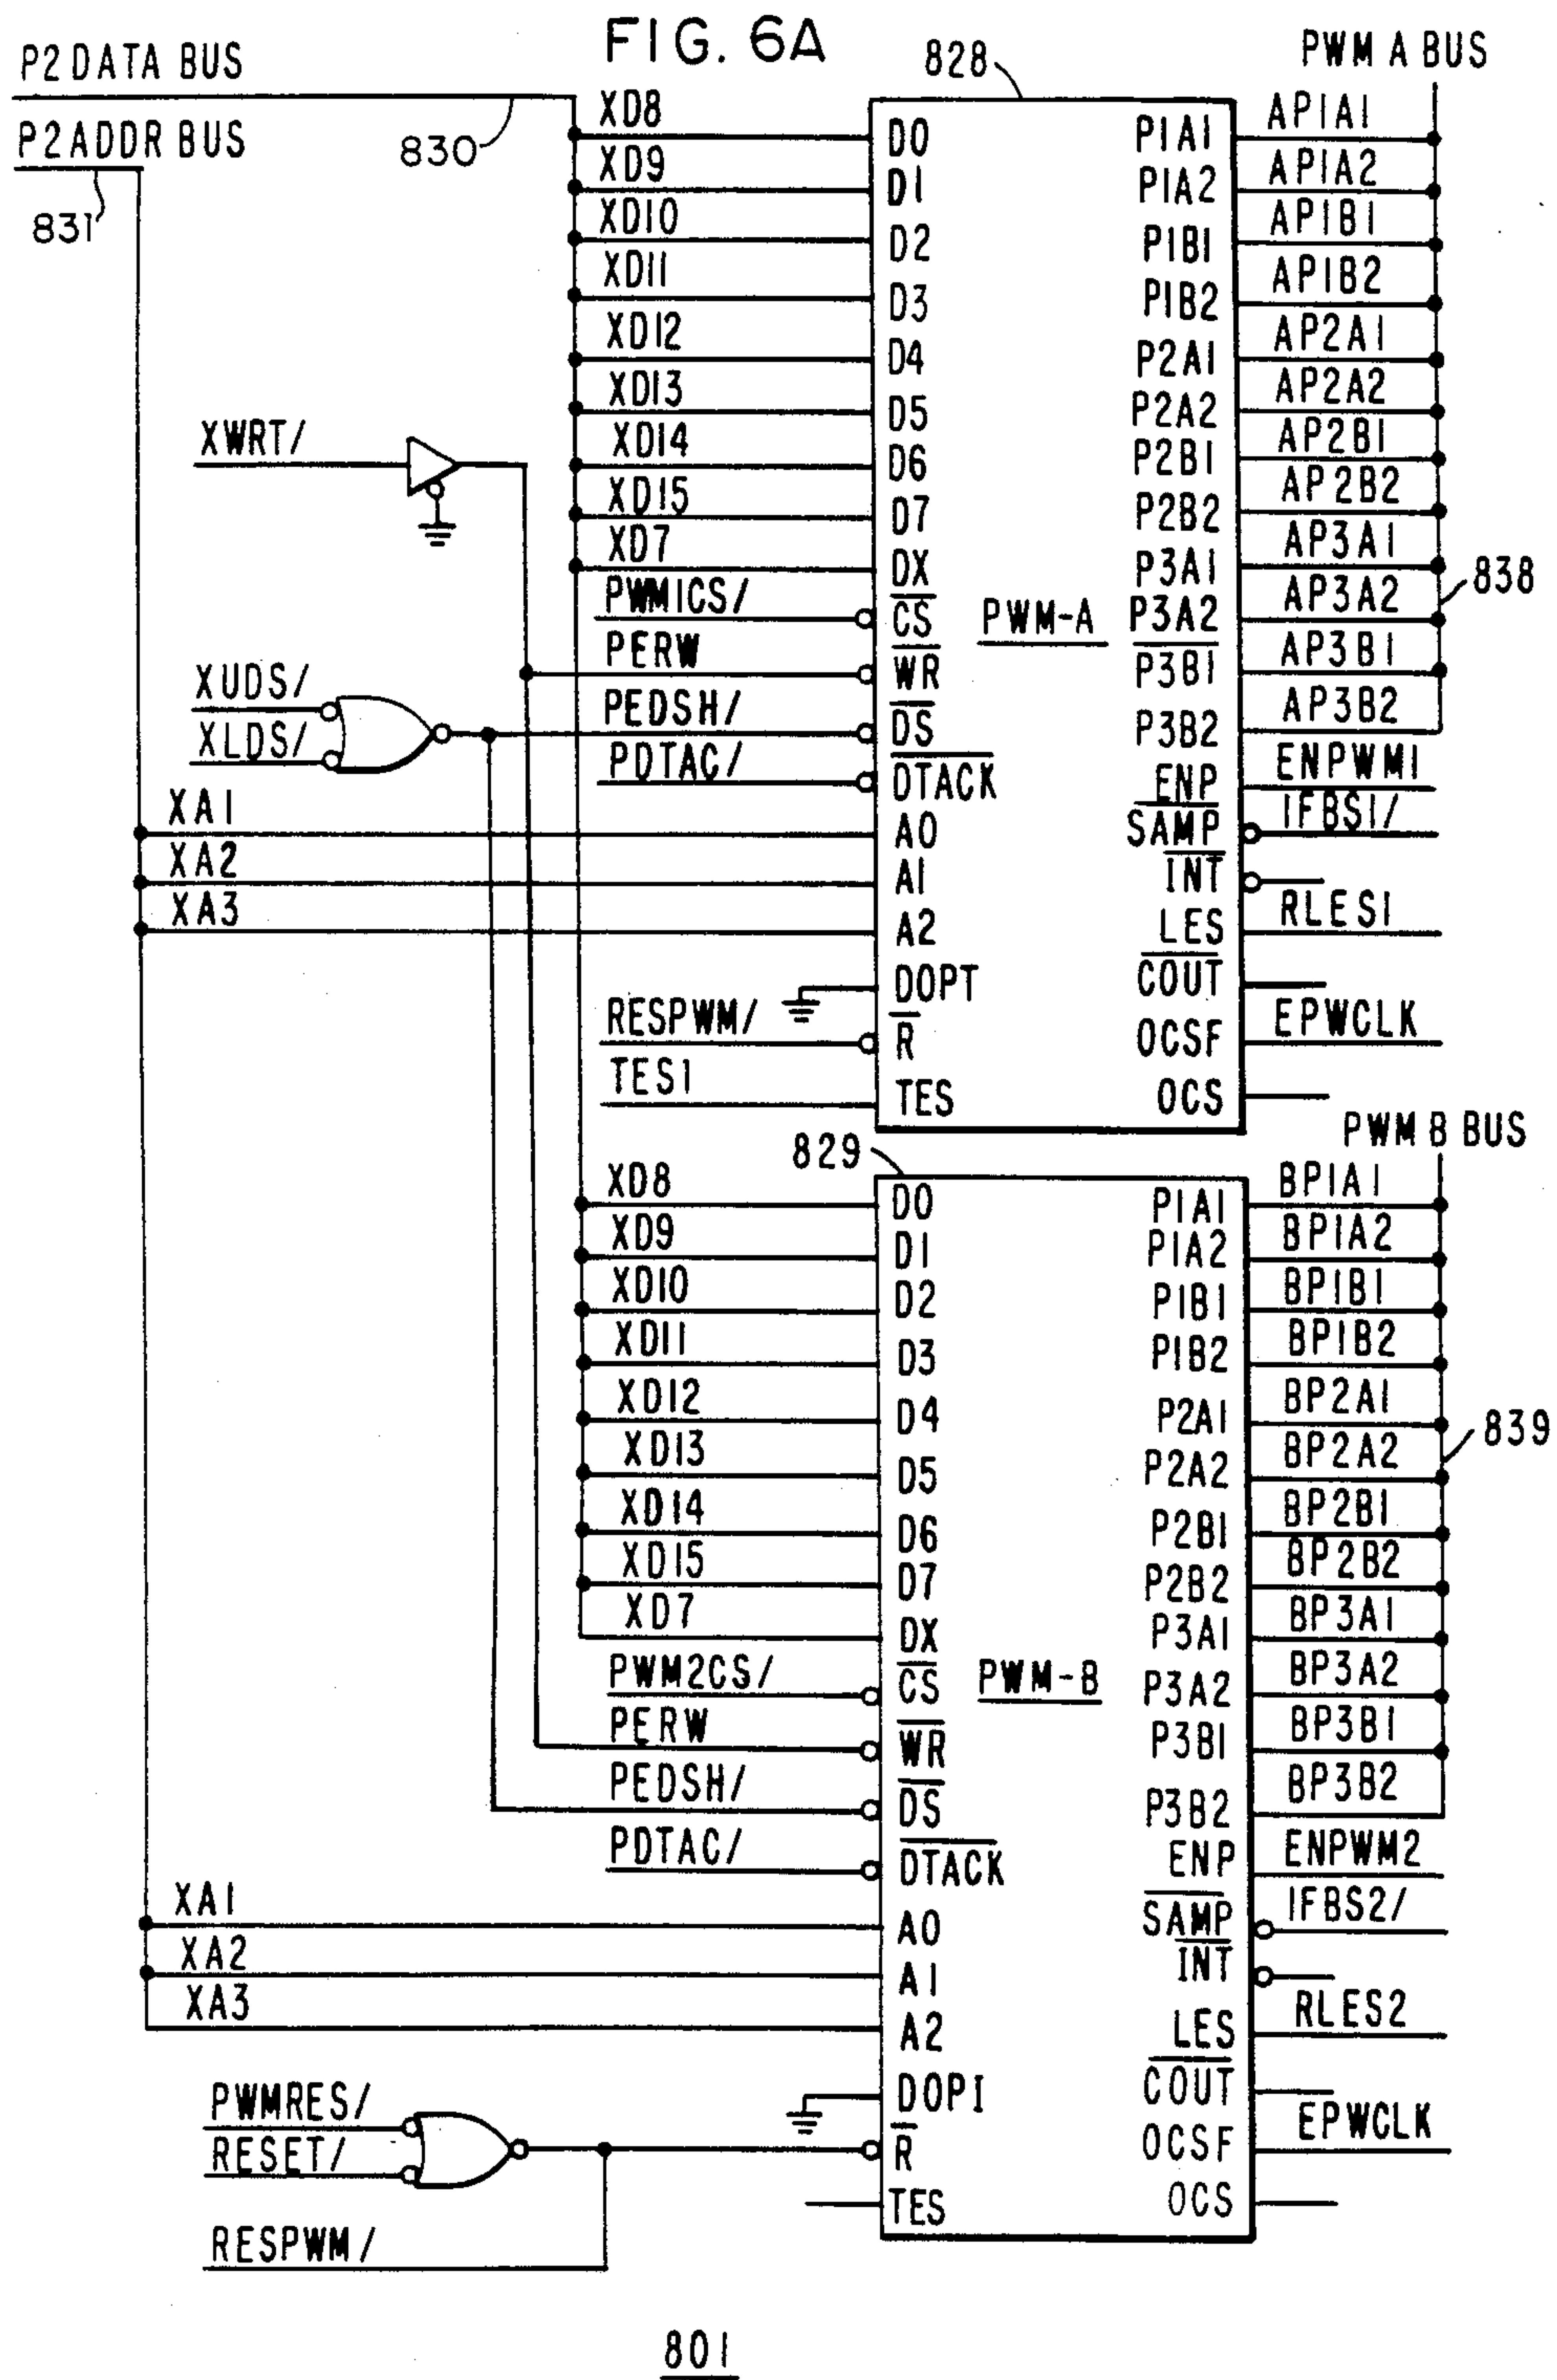 FIG. 6A
P2 DATA BUS
P2 ADDR BUS
830
831
828
PWM A BUS
XD8 D0 P1A1 AP1A1
XD9 D1 P1A2 AP1A2
XD10 D2 P1B1 AP1B1
XD11 D3 P1B2 AP1B2
XD12 D4 P2A1 AP2A1
XD13 D5 P2A2 AP2A2
XWRT/
XD14 D6 P2B1 AP2B1
XD15 D7 P2B2 AP2B2
XD7 DX P3A1 AP3A1
838
PWM1CS/ CS PWM-A P3A2 AP3A2
PERW WR P3B1 AP3B1
XUDS/
XLDS/
PEDSH/ DS P3B2 AP3B2
PDTAC/ DTACK ENP ENPWM1
XA1 A0 SAMP IFBS1/
XA2 A1 INT
XA3 A2 LES RLES1
DOPT COUT
RESPWM/ R OCSF EPWCLK
TES1 TES OCS
829
PWM B BUS
XD8 D0 P1A1 BP1A1
XD9 D1 P1A2 BP1A2
XD10 D2 P1B1 BP1B1
XD11 D3 P1B2 BP1B2
XD12 D4 P2A1 BP2A1
839
XD13 D5 P2A2 BP2A2
XD14 D6 P2B1 BP2B1
XD15 D7 P2B2 BP2B2
XD7 DX P3A1 BP3A1
PWM2CS/ CS PWM-B P3A2 BP3A2
PERW WR P3B1 BP3B1
PEDSH/ DS P3B2 BP3B2
PDTAC/ DTACK ENP ENPWM2
XA1 A0 SAMP IFBS2/
XA2 A1 INT
XA3 A2 LES RLES2
DOPI COUT
PWMRES/
RESET/
R OCSF EPWCLK
TES OCS
RESPWM/
801